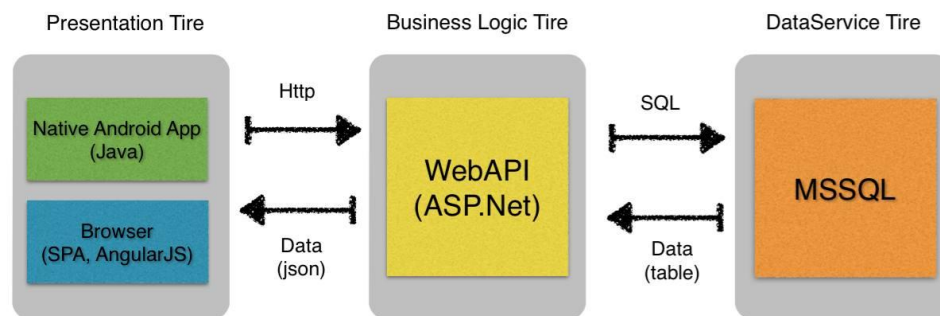 Presentation Tire
Business Logic Tire
DataService Tire
Native Android App
(Java)
Browser
(SPA, AngularJS)
Http
Data
(json)
WebAPI
(ASP.Net)
SQL
Data
(table)
MSSQL